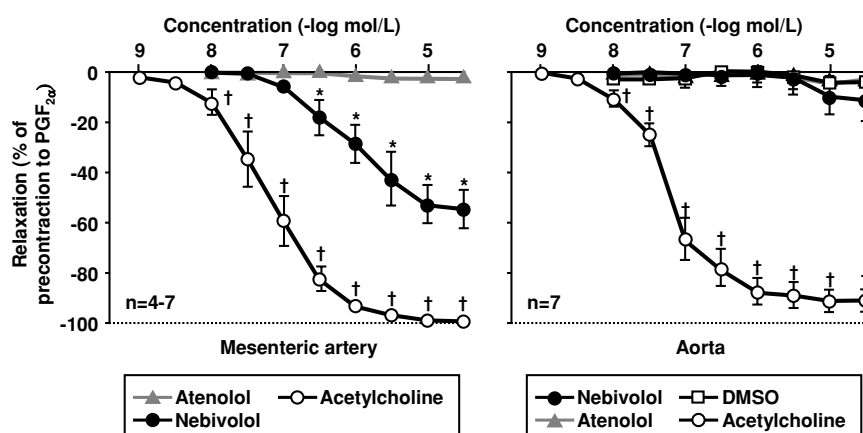 Concentration (-log mol/L)
9 8 7 6 5
0
-20
-40
-60
-80
-100
Relaxation (% of
precontraction to PGF2α)
† † † † † † † †
* * * * *
n=4-7
Mesenteric artery
Atenolol Acetylcholine
Nebivolol
Concentration (-log mol/L)
9 8 7 6 5
† † † † † † † †
n=7
Aorta
Nebivolol DMSO
Atenolol Acetylcholine